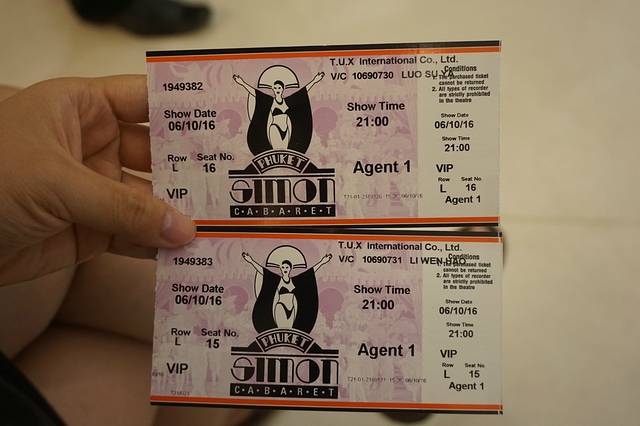 T.U.X International Co., Ltd.
V/C 10690730 LUO SU YA
1949382
Show Date
06/10/16
Show Time
21:00
Row Seat No.
L 16
VIP
Agent 1
PHUKET
SIMON
C·A·B·A·R·E·T
Conditions
1. The purchased ticket
cannot be returned
2. All types of recorder
are strictly prohibited
in the theatre
Show Date
06/10/16
Show Time
21:00
VIP
Row Seat No.
L 16
Agent 1
T.U.X International Co., Ltd.
V/C 10690731 LI WEN HAO
1949383
Show Date
06/10/16
Show Time
21:00
Row Seat No.
L 15
VIP
Agent 1
PHUKET
SIMON
C·A·B·A·R·E·T
Conditions
1. The purchased ticket
cannot be returned
2. All types of recorder
are strictly prohibited
in the theatre
Show Date
06/10/16
Show Time
21:00
VIP
Row Seat No.
L 15
Agent 1